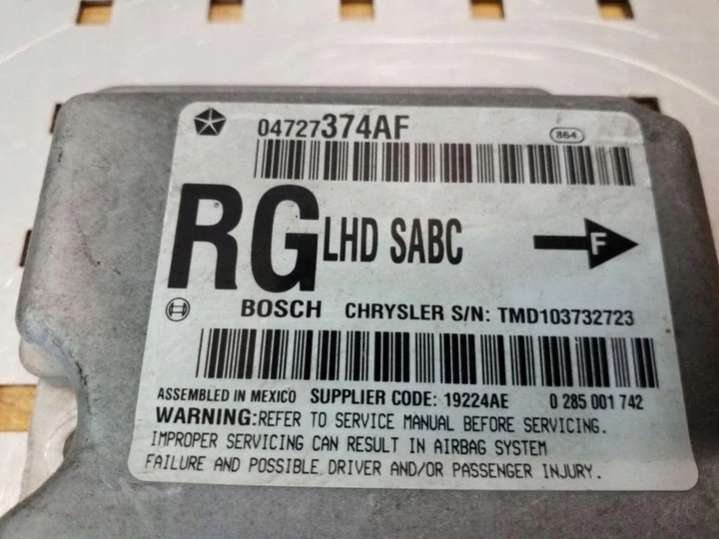 04727374AF 864
RG LHD SABC F
BOSCH CHRYSLER S/N: TMD103732723
ASSEMBLED IN MEXICO SUPPLIER CODE: 19224AE 0 285 001 742
WARNING:REFER TO SERVICE MANUAL BEFORE SERVICING.
IMPROPER SERVICING CAN RESULT IN AIRBAG SYSTEM
FAILURE AND POSSIBLE DRIVER AND/OR PASSENGER INJURY.